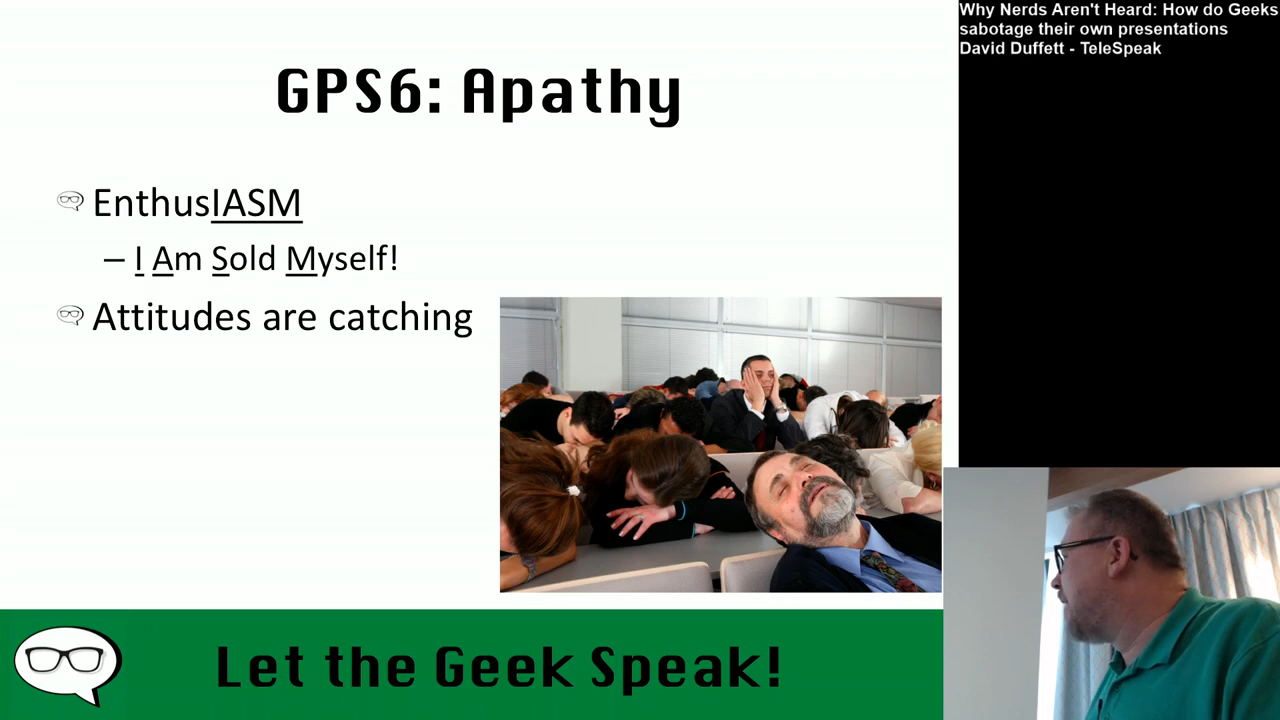 Why Nerds Aren't Heard: How do Geeks
sabotage their own presentations
David Duffett - TeleSpeak
GPS6: Apathy
EnthusIASM
– I Am Sold Myself!
Attitudes are catching
Let the Geek Speak!